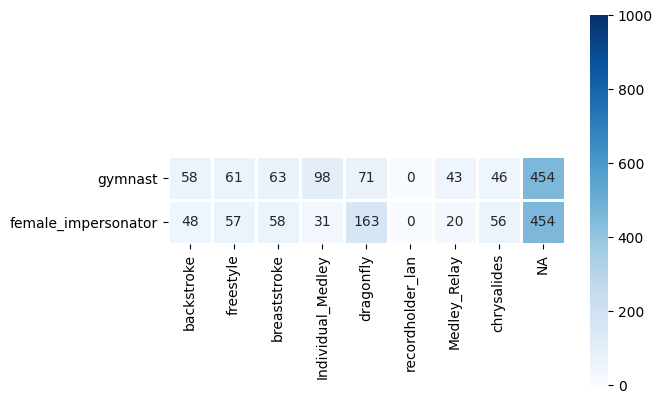 1000
800
600
400
200
0
gymnast 58 61 63 98 71 0 43 46 454
female_impersonator 48 57 58 31 163 0 20 56 454
backstroke
freestyle
breaststroke
Individual_Medley
dragonfly
recordholder_lan
Medley_Relay
chrysalides
NA